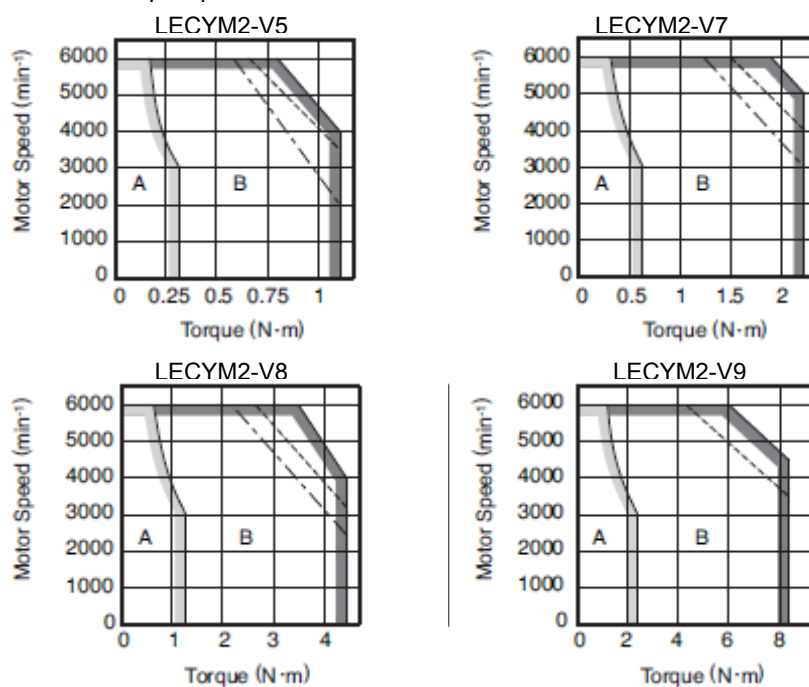 LECYM2-V5
Motor Speed (min⁻¹)
6000
5000
4000
3000
2000
1000
0
A
B
0 0.25 0.5 0.75 1
Torque (N·m)
LECYM2-V7
Motor Speed (min⁻¹)
6000
5000
4000
3000
2000
1000
0
A
B
0 0.5 1 1.5 2
Torque (N·m)
LECYM2-V8
Motor Speed (min⁻¹)
6000
5000
4000
3000
2000
1000
0
A
B
0 1 2 3 4
Torque (N·m)
LECYM2-V9
Motor Speed (min⁻¹)
6000
5000
4000
3000
2000
1000
0
A
B
0 2 4 6 8
Torque (N·m)